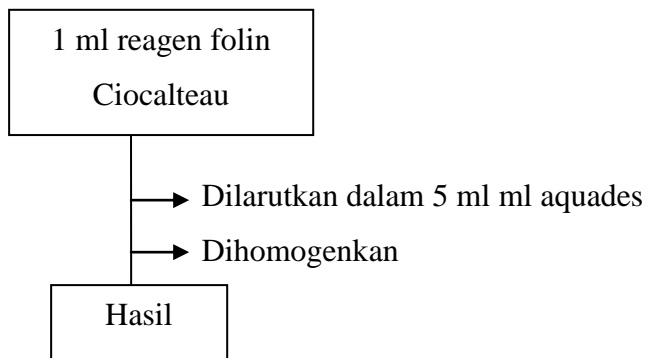 1 ml reagen folin
Ciocalteau
Dilarutkan dalam 5 ml ml aquades
Dihomogenkan
Hasil